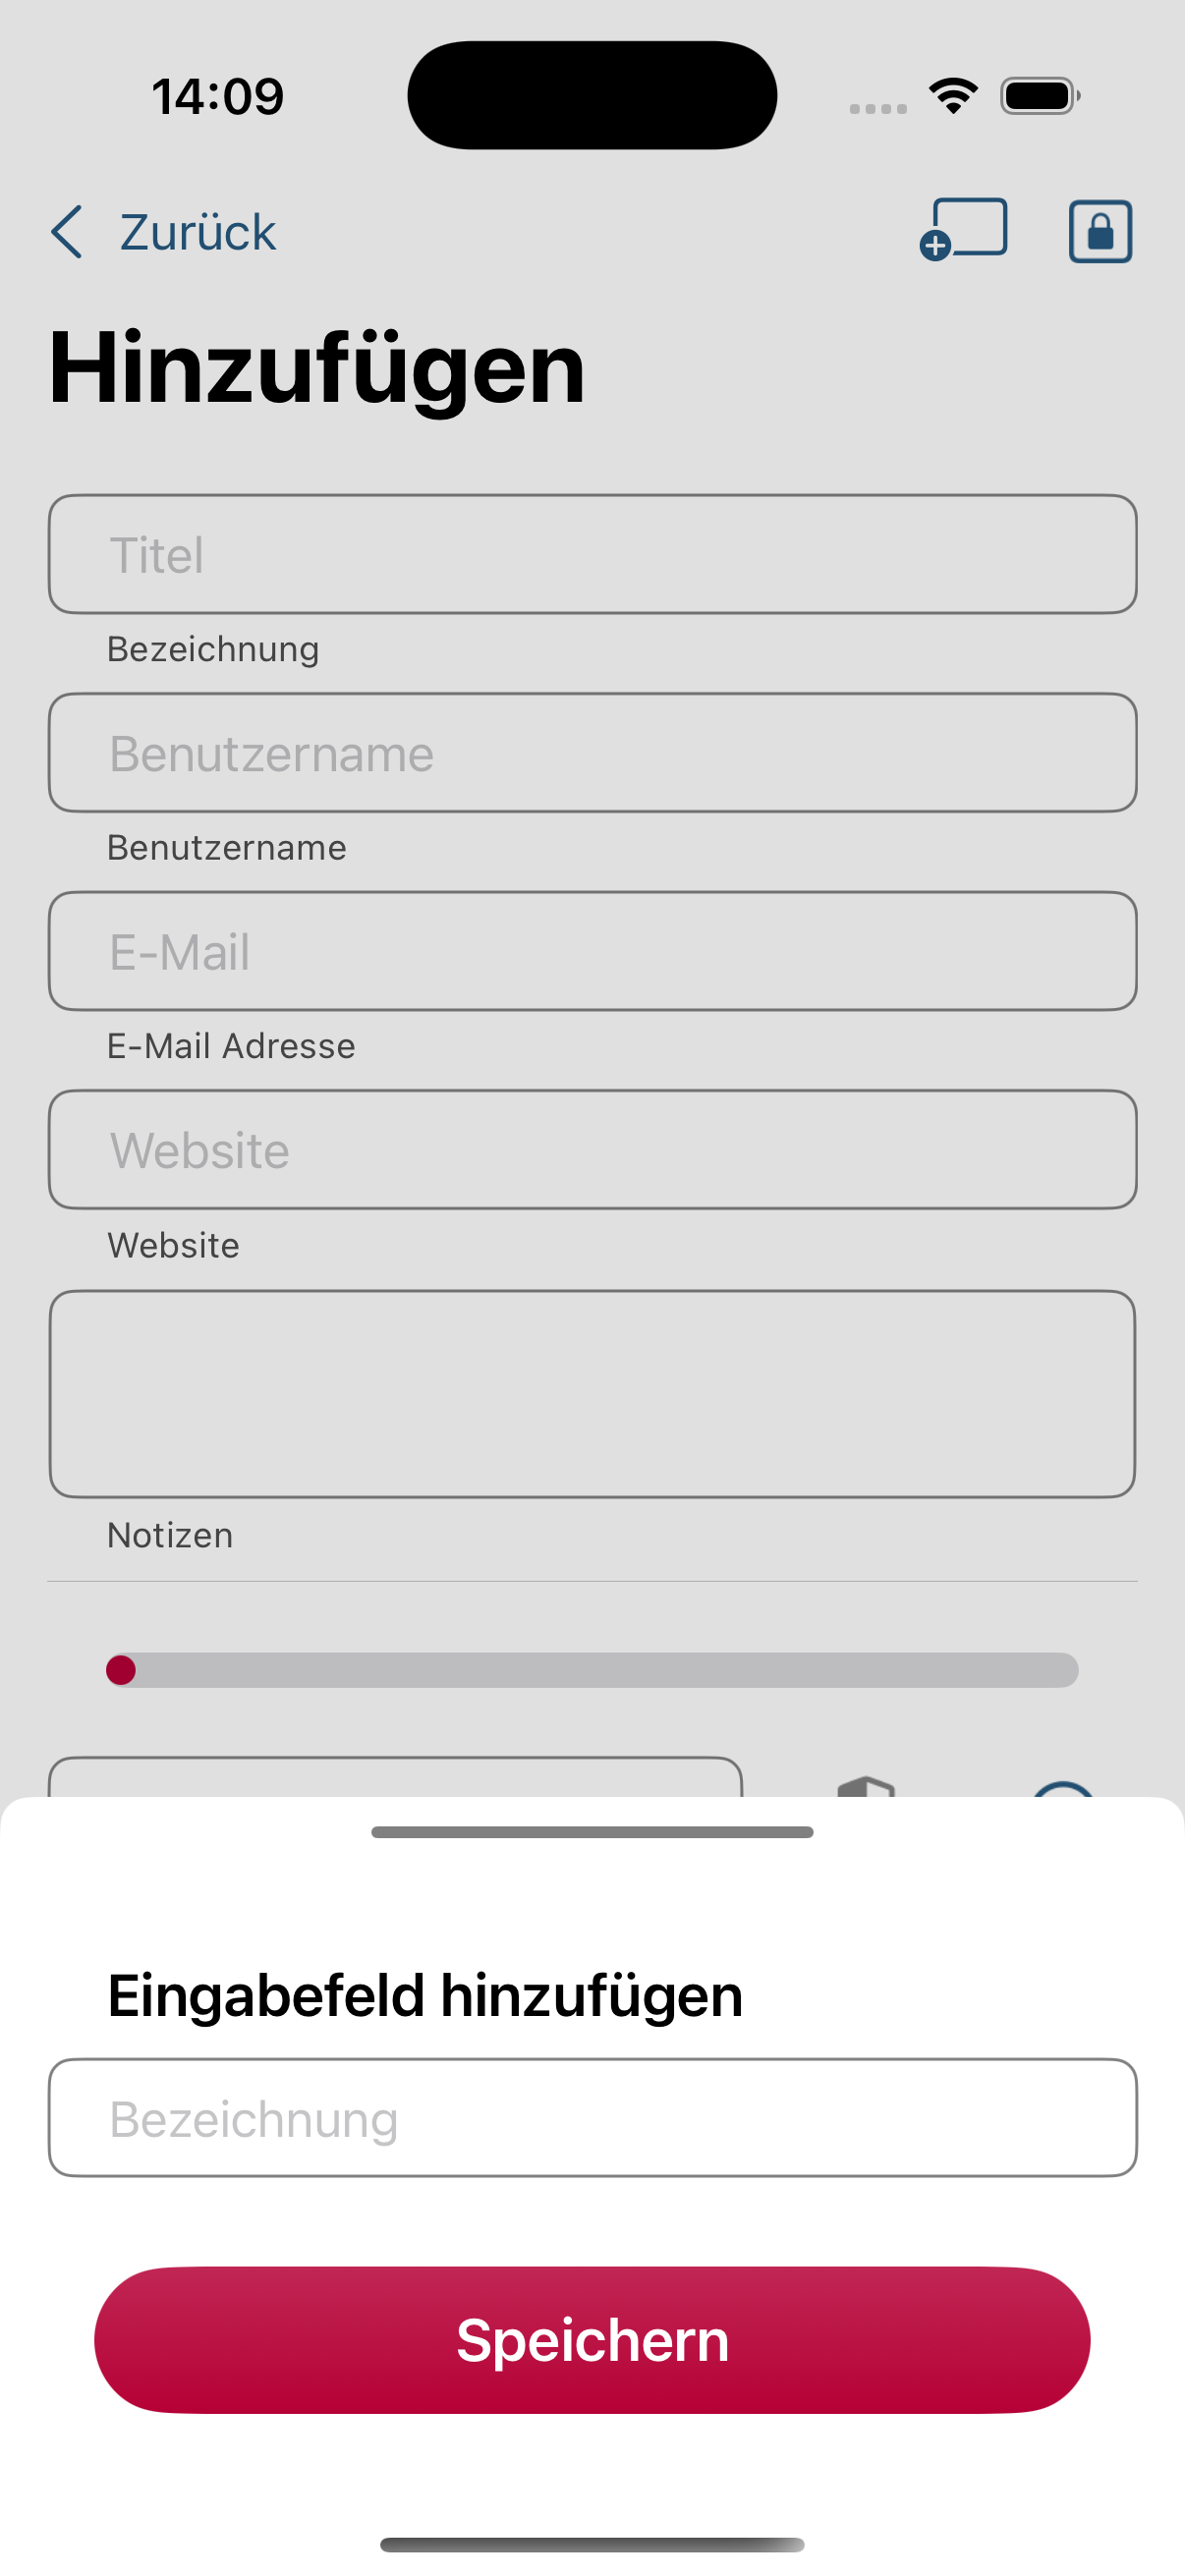 14:09
Zurück
Hinzufügen
Titel
Bezeichnung
Benutzername
Benutzername
E-Mail
E-Mail Adresse
Website
Website
Notizen
Eingabefeld hinzufügen
Bezeichnung
Speichern